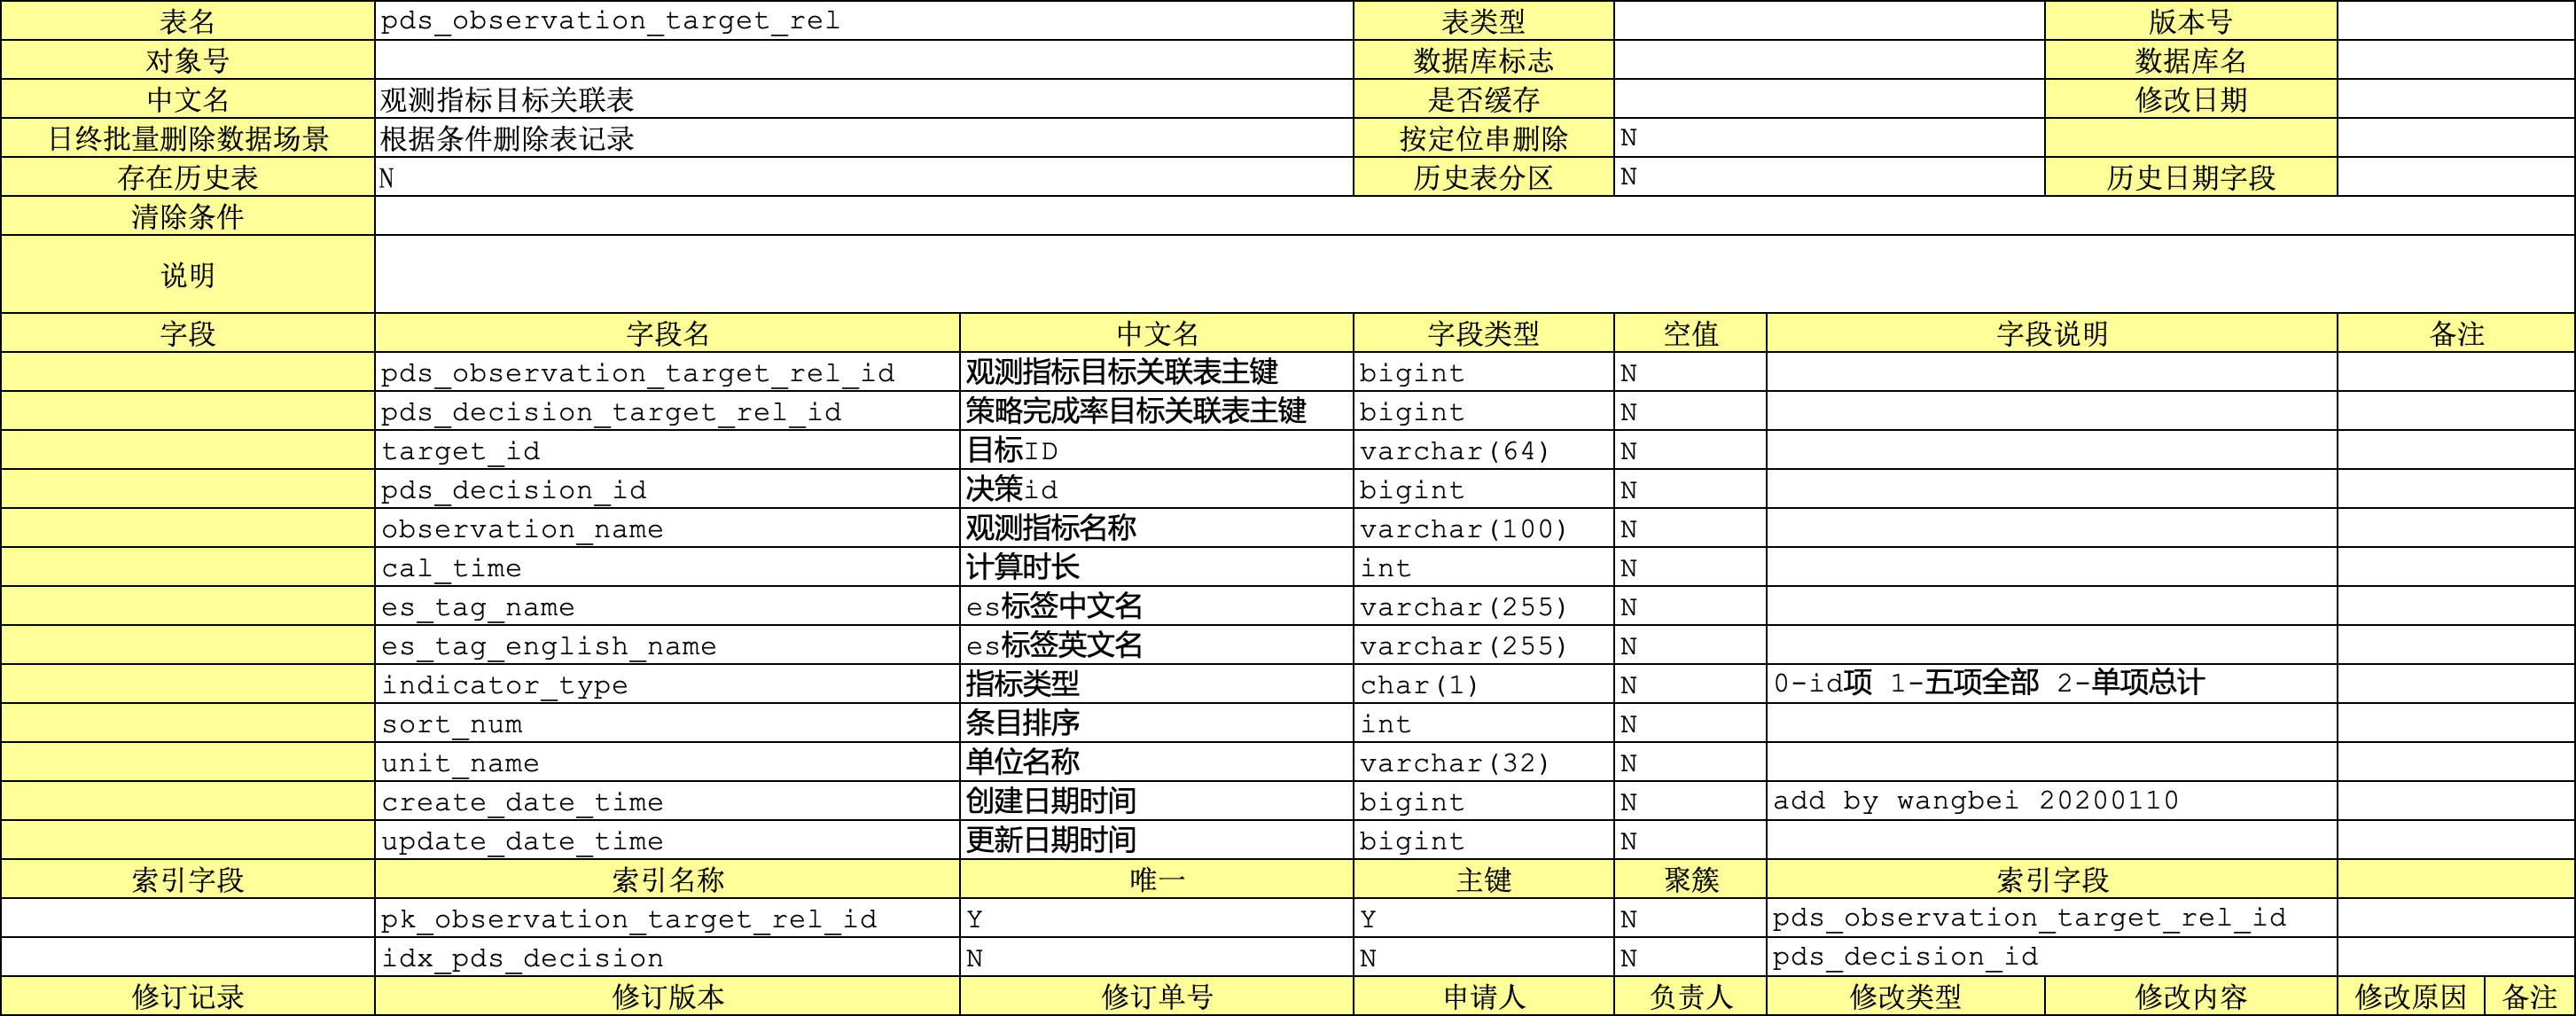 表名 pds_observation_target_rel 表类型 版本号
对象号 数据库标志 数据库名
中文名 观测指标目标关联表 是否缓存 修改日期
日终批量删除数据场景 根据条件删除表记录 按定位串删除 N
存在历史表 N 历史表分区 N 历史日期字段
清除条件
说明
字段 字段名 中文名 字段类型 空值 字段说明 备注
pds_observation_target_rel_id 观测指标目标关联表主键 bigint N
pds_decision_target_rel_id 策略完成率目标关联表主键 bigint N
target_id 目标ID varchar(64) N
pds_decision_id 决策id bigint N
observation_name 观测指标名称 varchar(100) N
cal_time 计算时长 int N
es_tag_name es标签中文名 varchar(255) N
es_tag_english_name es标签英文名 varchar(255) N
indicator_type 指标类型 char(1) N 0-id项 1-五项全部 2-单项总计
sort_num 条目排序 int N
unit_name 单位名称 varchar(32) N
create_date_time 创建日期时间 bigint N add by wangbei 20200110
update_date_time 更新日期时间 bigint N
索引字段 索引名称 唯一 主键 聚簇 索引字段
pk_observation_target_rel_id Y Y N pds_observation_target_rel_id
idx_pds_decision N N N pds_decision_id
修订记录 修订版本 修订单号 申请人 负责人 修改类型 修改内容 修改原因 备注